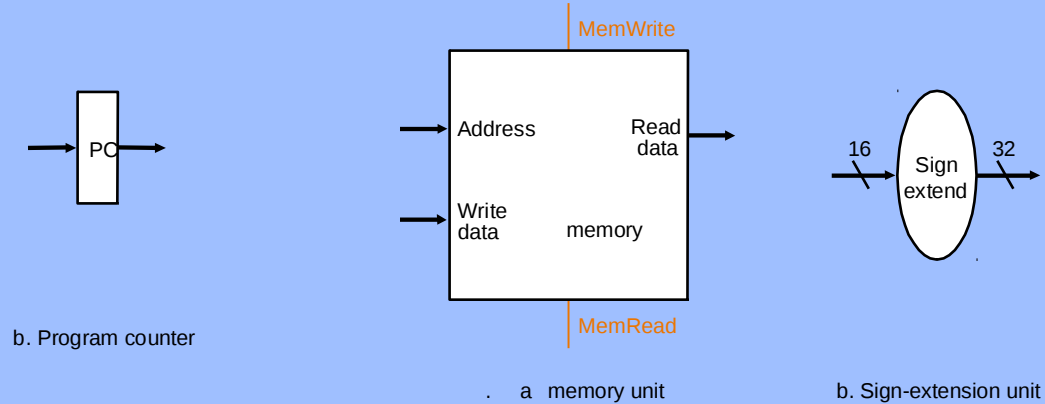 MemWrite
PC
Address
Read
data
Write
data
memory
MemRead
16
32
Sign
extend
b. Program counter
. a memory unit
b. Sign-extension unit